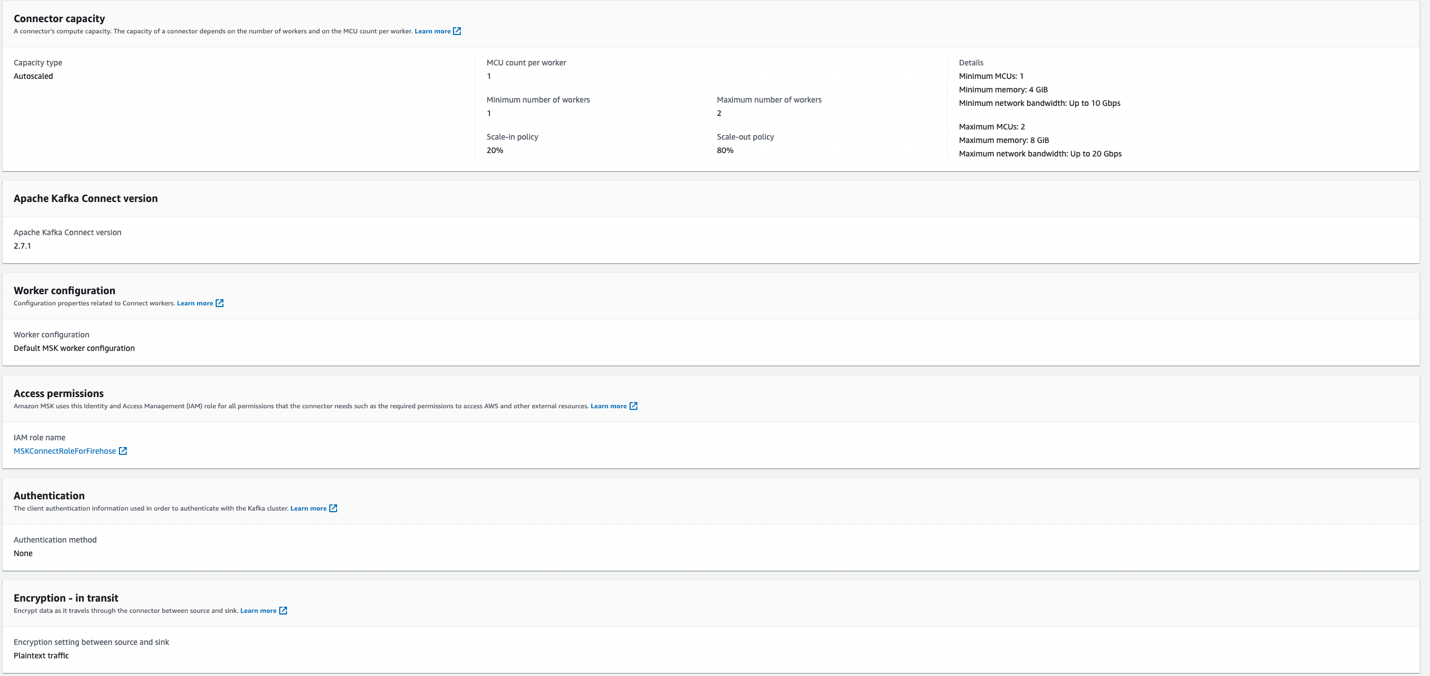 Connector capacity
A connector's compute capacity. The capacity of a connector depends on the number of workers and on the MCU count per worker. Learn more
Capacity type
Autoscaled
MCU count per worker
1
Minimum number of workers
1
Maximum number of workers
2
Scale-in policy
20%
Scale-out policy
80%
Details
Minimum MCUs: 1
Minimum memory: 4 GiB
Minimum network bandwidth: Up to 10 Gbps
Maximum MCUs: 2
Maximum memory: 8 GiB
Maximum network bandwidth: Up to 20 Gbps
Apache Kafka Connect version
Apache Kafka Connect version
2.7.1
Worker configuration
Configuration properties related to Connect workers. Learn more
Worker configuration
Default MSK worker configuration
Access permissions
Amazon MSK uses this Identity and Access Management (IAM) role for all permissions that the connector needs such as the required permissions to access AWS and other external resources. Learn more
IAM role name
MSKConnectRoleForFirehose
Authentication
The client authentication information used in order to authenticate with the Kafka cluster. Learn more
Authentication method
None
Encryption - in transit
Encrypt data as it travels through the connector between source and sink. Learn more
Encryption setting between source and sink
Plaintext traffic